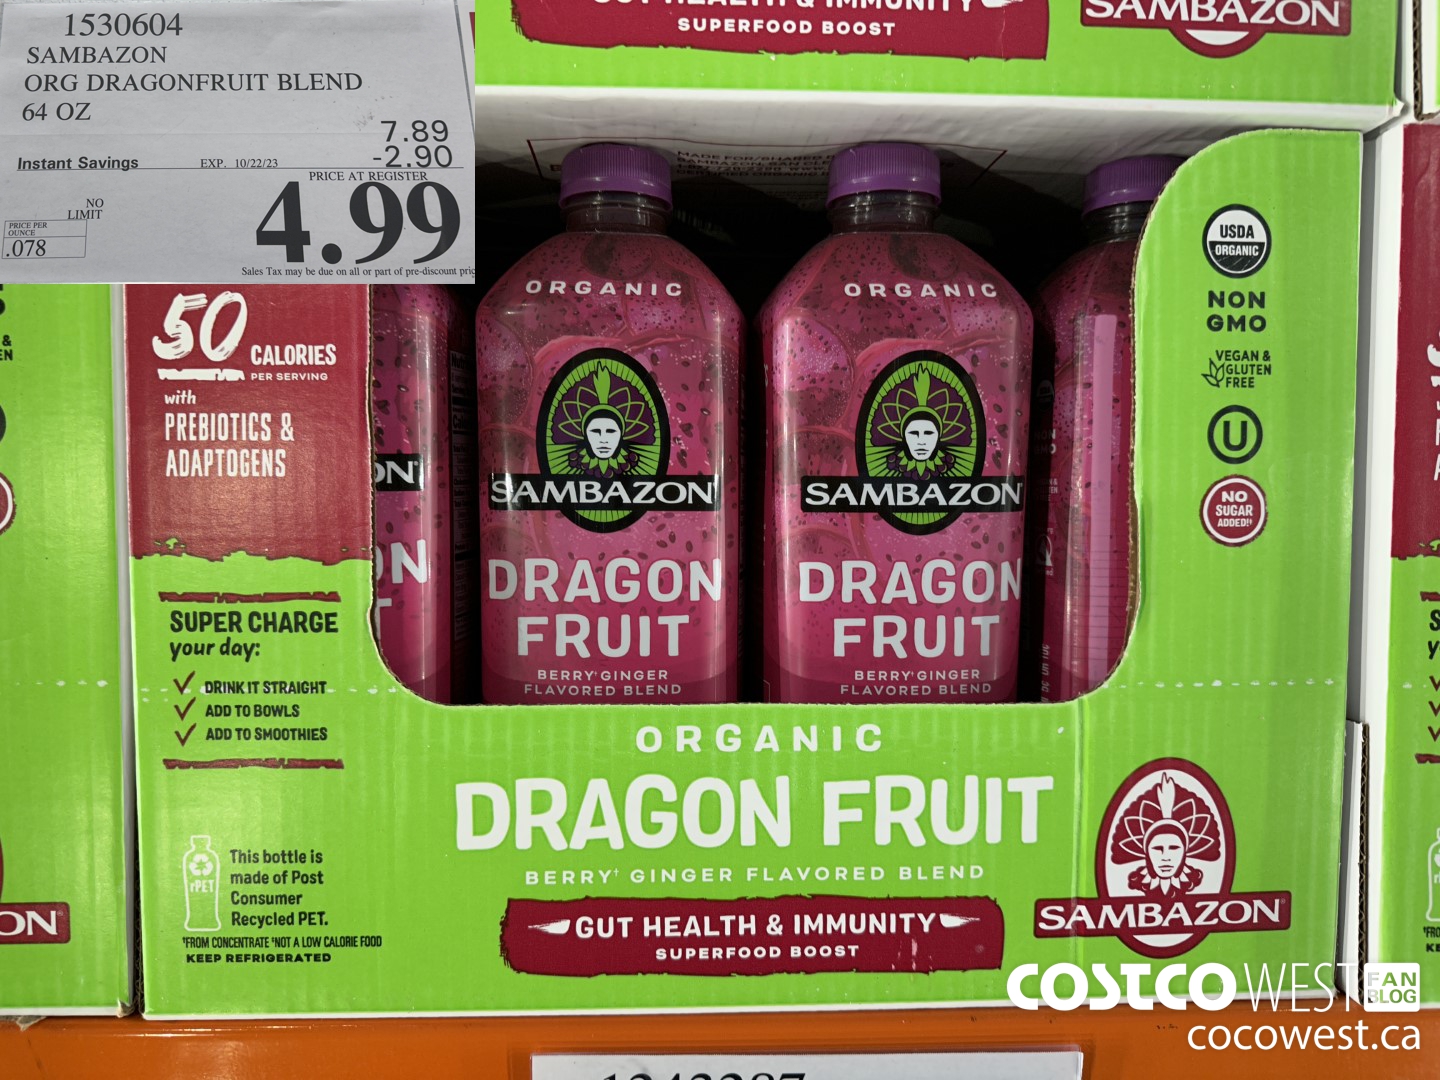 1530604
SAMBAZON
ORG DRAGONFRUIT BLEND
64 OZ
7.89
Instant Savings EXP. 10/22/23 -2.90
PRICE AT REGISTER
4.99
NO
LIMIT
PRICE PER
OUNCE
.078
Sales Tax may be due on all or part of pre-discount pric
& IMMUNITY
SUPERFOOD BOOST
SAMBAZON
50
CALORIES
PER SERVING
with
PREBIOTICS &
ADAPTOGENS
SUPER CHARGE
your day:
DRINK IT STRAIGHT
ADD TO BOWLS
ADD TO SMOOTHIES
rPET
This bottle is
made of Post
Consumer
Recycled PET.
†FROM CONCENTRATE ‡NOT A LOW CALORIE FOOD
KEEP REFRIGERATED
ORGANIC
SAMBAZON
DRAGON
FRUIT
BERRY†GINGER
FLAVORED BLEND
ORGANIC
SAMBAZON
DRAGON
FRUIT
BERRY†GINGER
FLAVORED BLEND
USDA
ORGANIC
NON
GMO
VEGAN &
GLUTEN
FREE
U
NO
SUGAR
ADDED!‡
ORGANIC
DRAGON FRUIT
BERRY† GINGER FLAVORED BLEND
GUT HEALTH & IMMUNITY
SUPERFOOD BOOST
SAMBAZON
COSTCO WEST FAN BLOG
cocowest.ca